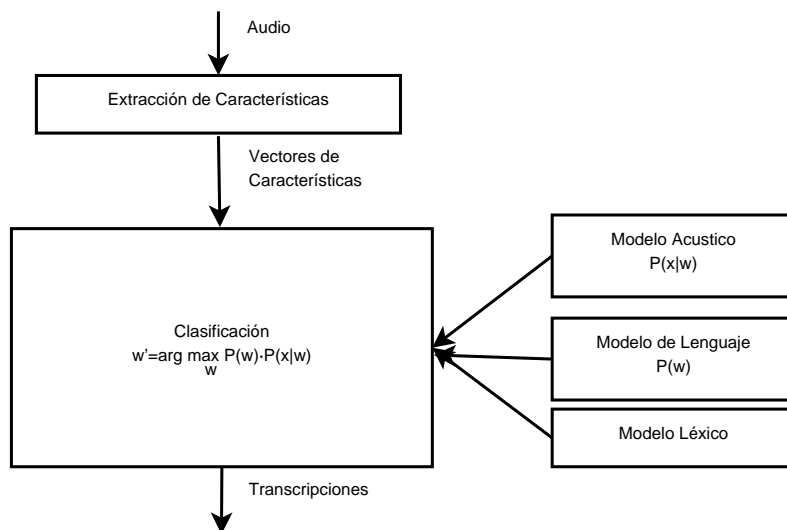 Audio
Extracción de Características
Vectores de
Características
Modelo Acustico
P(x|w)
Clasificación
w'=arg max P(w)·P(x|w)
w
Modelo de Lenguaje
P(w)
Modelo Léxico
Transcripciones